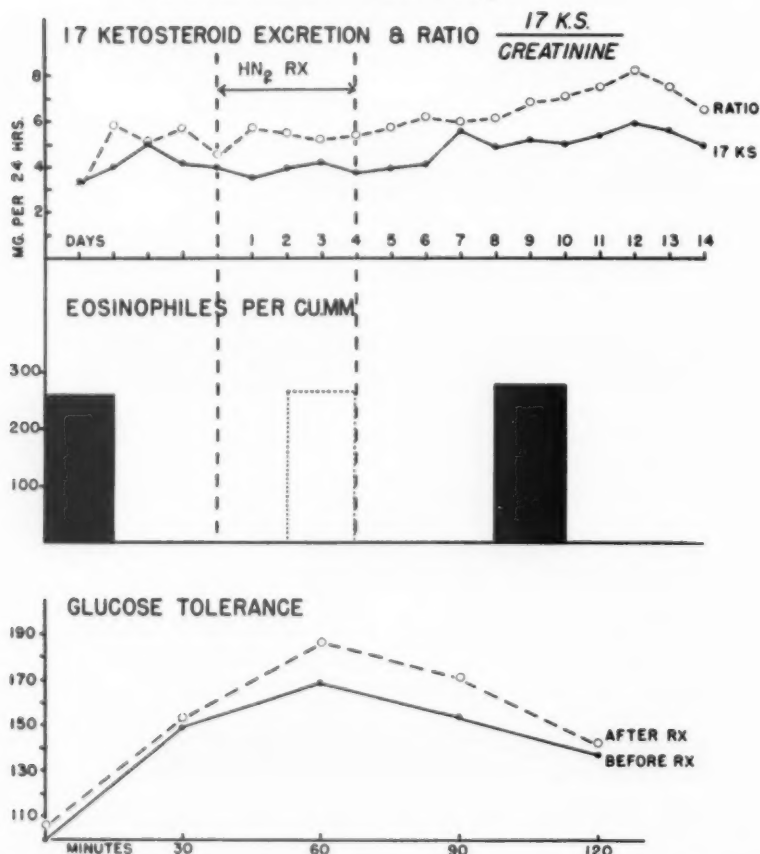 17 KETOSTEROID EXCRETION & RATIO 17 K.S.
CREATININE
HN₂ RX
8
6
4
2
MG. PER 24 HRS.
RATIO
17 KS
DAYS 1 2 3 4 5 6 7 8 9 10 11 12 13 14
EOSINOPHILES PER CU.MM
300
200
100
GLUCOSE TOLERANCE
190
170
150
130
110
AFTER RX
BEFORE RX
MINUTES 30 60 90 120